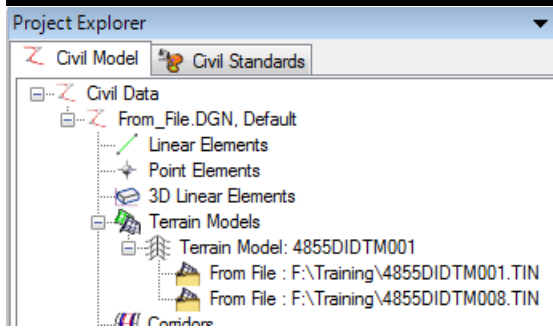 Project Explorer
Civil Model Civil Standards
Civil Data
From_File.DGN, Default
Linear Elements
Point Elements
3D Linear Elements
Terrain Models
Terrain Model: 4855DIDTM001
From File : F:\Training\4855DIDTM001.TIN
From File : F:\Training\4855DIDTM008.TIN
Corridors